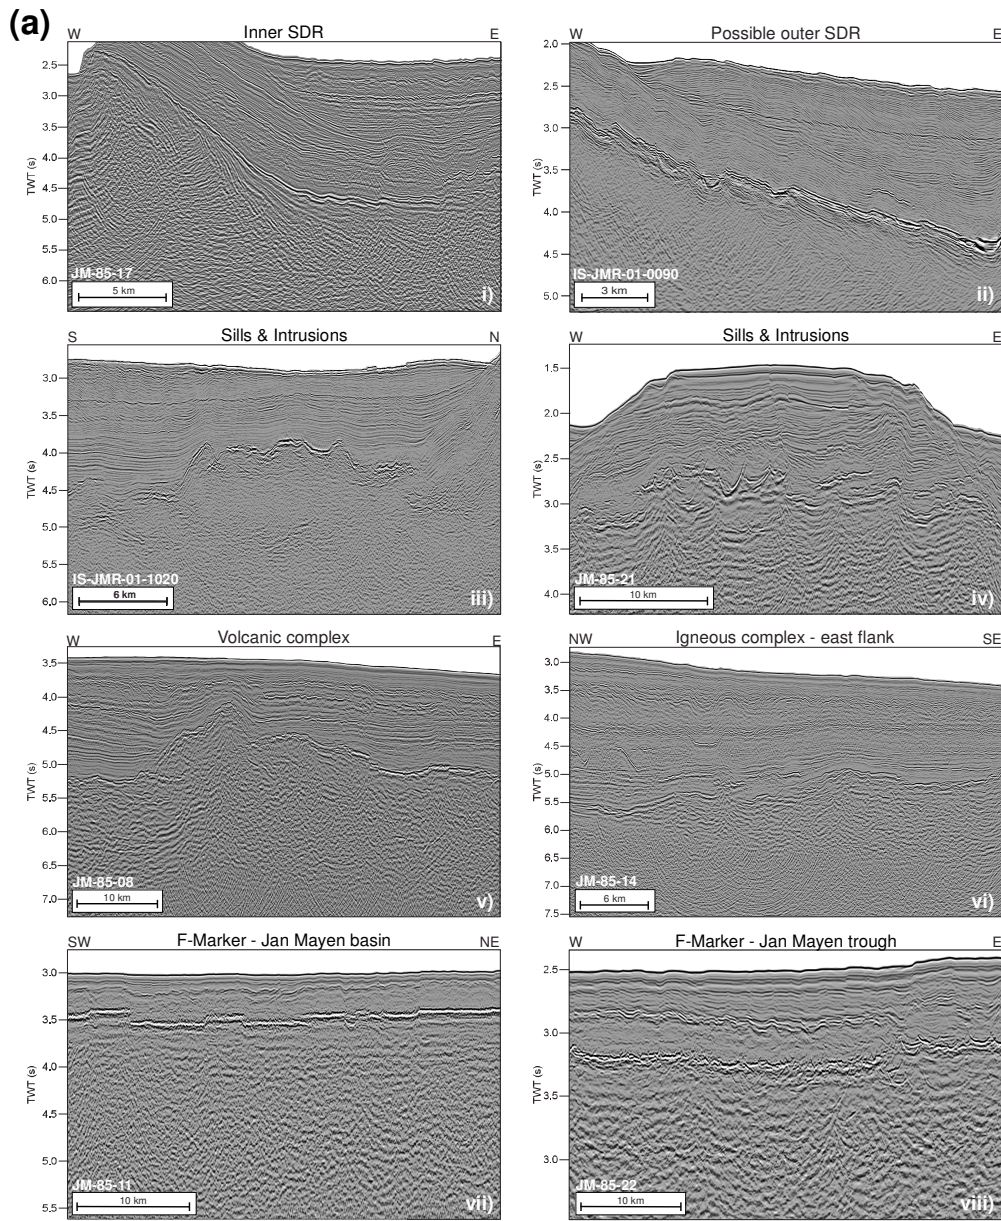 (a)
W Inner SDR E
2.5
3.0
3.5
4.0
4.5
5.0
5.5
6.0
TWT (s)
JM-85-17
5 km
i)
W Possible outer SDR E
2.0
2.5
3.0
3.5
4.0
4.5
5.0
TWT (s)
IS-JMR-01-0090
3 km
ii)
S Sills & Intrusions N
3.0
3.5
4.0
4.5
5.0
5.5
6.0
TWT (s)
IS-JMR-01-1020
6 km
iii)
W Sills & Intrusions E
1.5
2.0
2.5
3.0
3.5
4.0
TWT (s)
JM-85-21
10 km
iv)
W Volcanic complex E
3.5
4.0
4.5
5.0
5.5
6.0
6.5
7.0
TWT (s)
JM-85-08
10 km
v)
NW Igneous complex - east flank SE
3.0
3.5
4.0
4.5
5.0
5.5
6.0
6.5
7.0
7.5
TWT (s)
JM-85-14
6 km
vi)
SW F-Marker - Jan Mayen basin NE
3.0
3.5
4.0
4.5
5.0
5.5
TWT (s)
JM-85-11
10 km
vii)
W F-Marker - Jan Mayen trough E
2.5
3.0
3.5
3.0
TWT (s)
JM-85-22
10 km
viii)